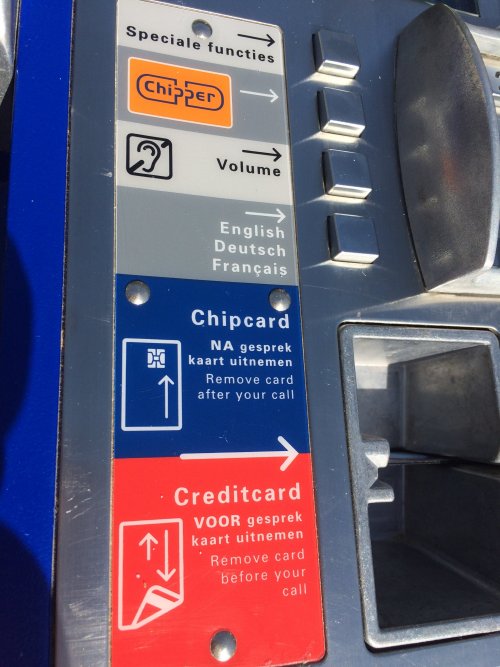 Speciale functies
Chipper
Volume
English
Deutsch
Français
Chipcard
NA gesprek
kaart uitnemen
Remove card
after your call
Creditcard
VOOR gesprek
kaart uitnemen
Remove card
before your
call